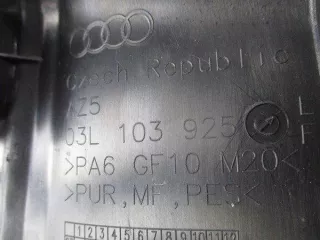 Czech Republic
AZ5
03L 103 925 L
F
>PA6 GF10 M20<
>PUR,MF,PES<
1 2 3 4 5 6 7 8 9 10 11 12